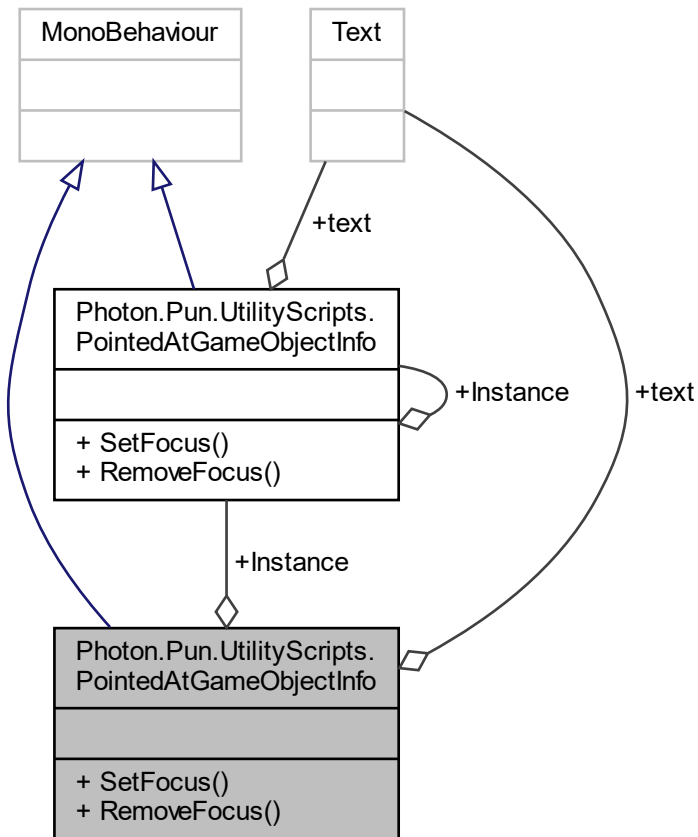 MonoBehaviour
Text
+text
Photon.Pun.UtilityScripts.
PointedAtGameObjectInfo
+ SetFocus()
+ RemoveFocus()
+Instance
+text
+Instance
Photon.Pun.UtilityScripts.
PointedAtGameObjectInfo
+ SetFocus()
+ RemoveFocus()